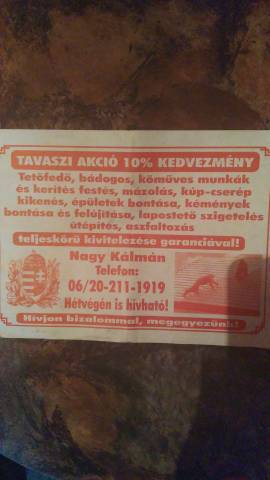 TAVASZI AKCIÓ 10% KEDVEZMÉNY
Tetőfedő, bádogos, kőműves munkák
és kerítés festés, mázolás, kúp-cserép
kikenés, épületek bontása, kémények
bontása és felújítása, lapostető szigetelés
útépítés, aszfaltozás
teljeskörű kivitelezése garanciával!
Nagy Kálmán
Telefon:
06/20-211-1919
Hétvégén is hívható!
Hívjon bizalommal, megegyezünk!